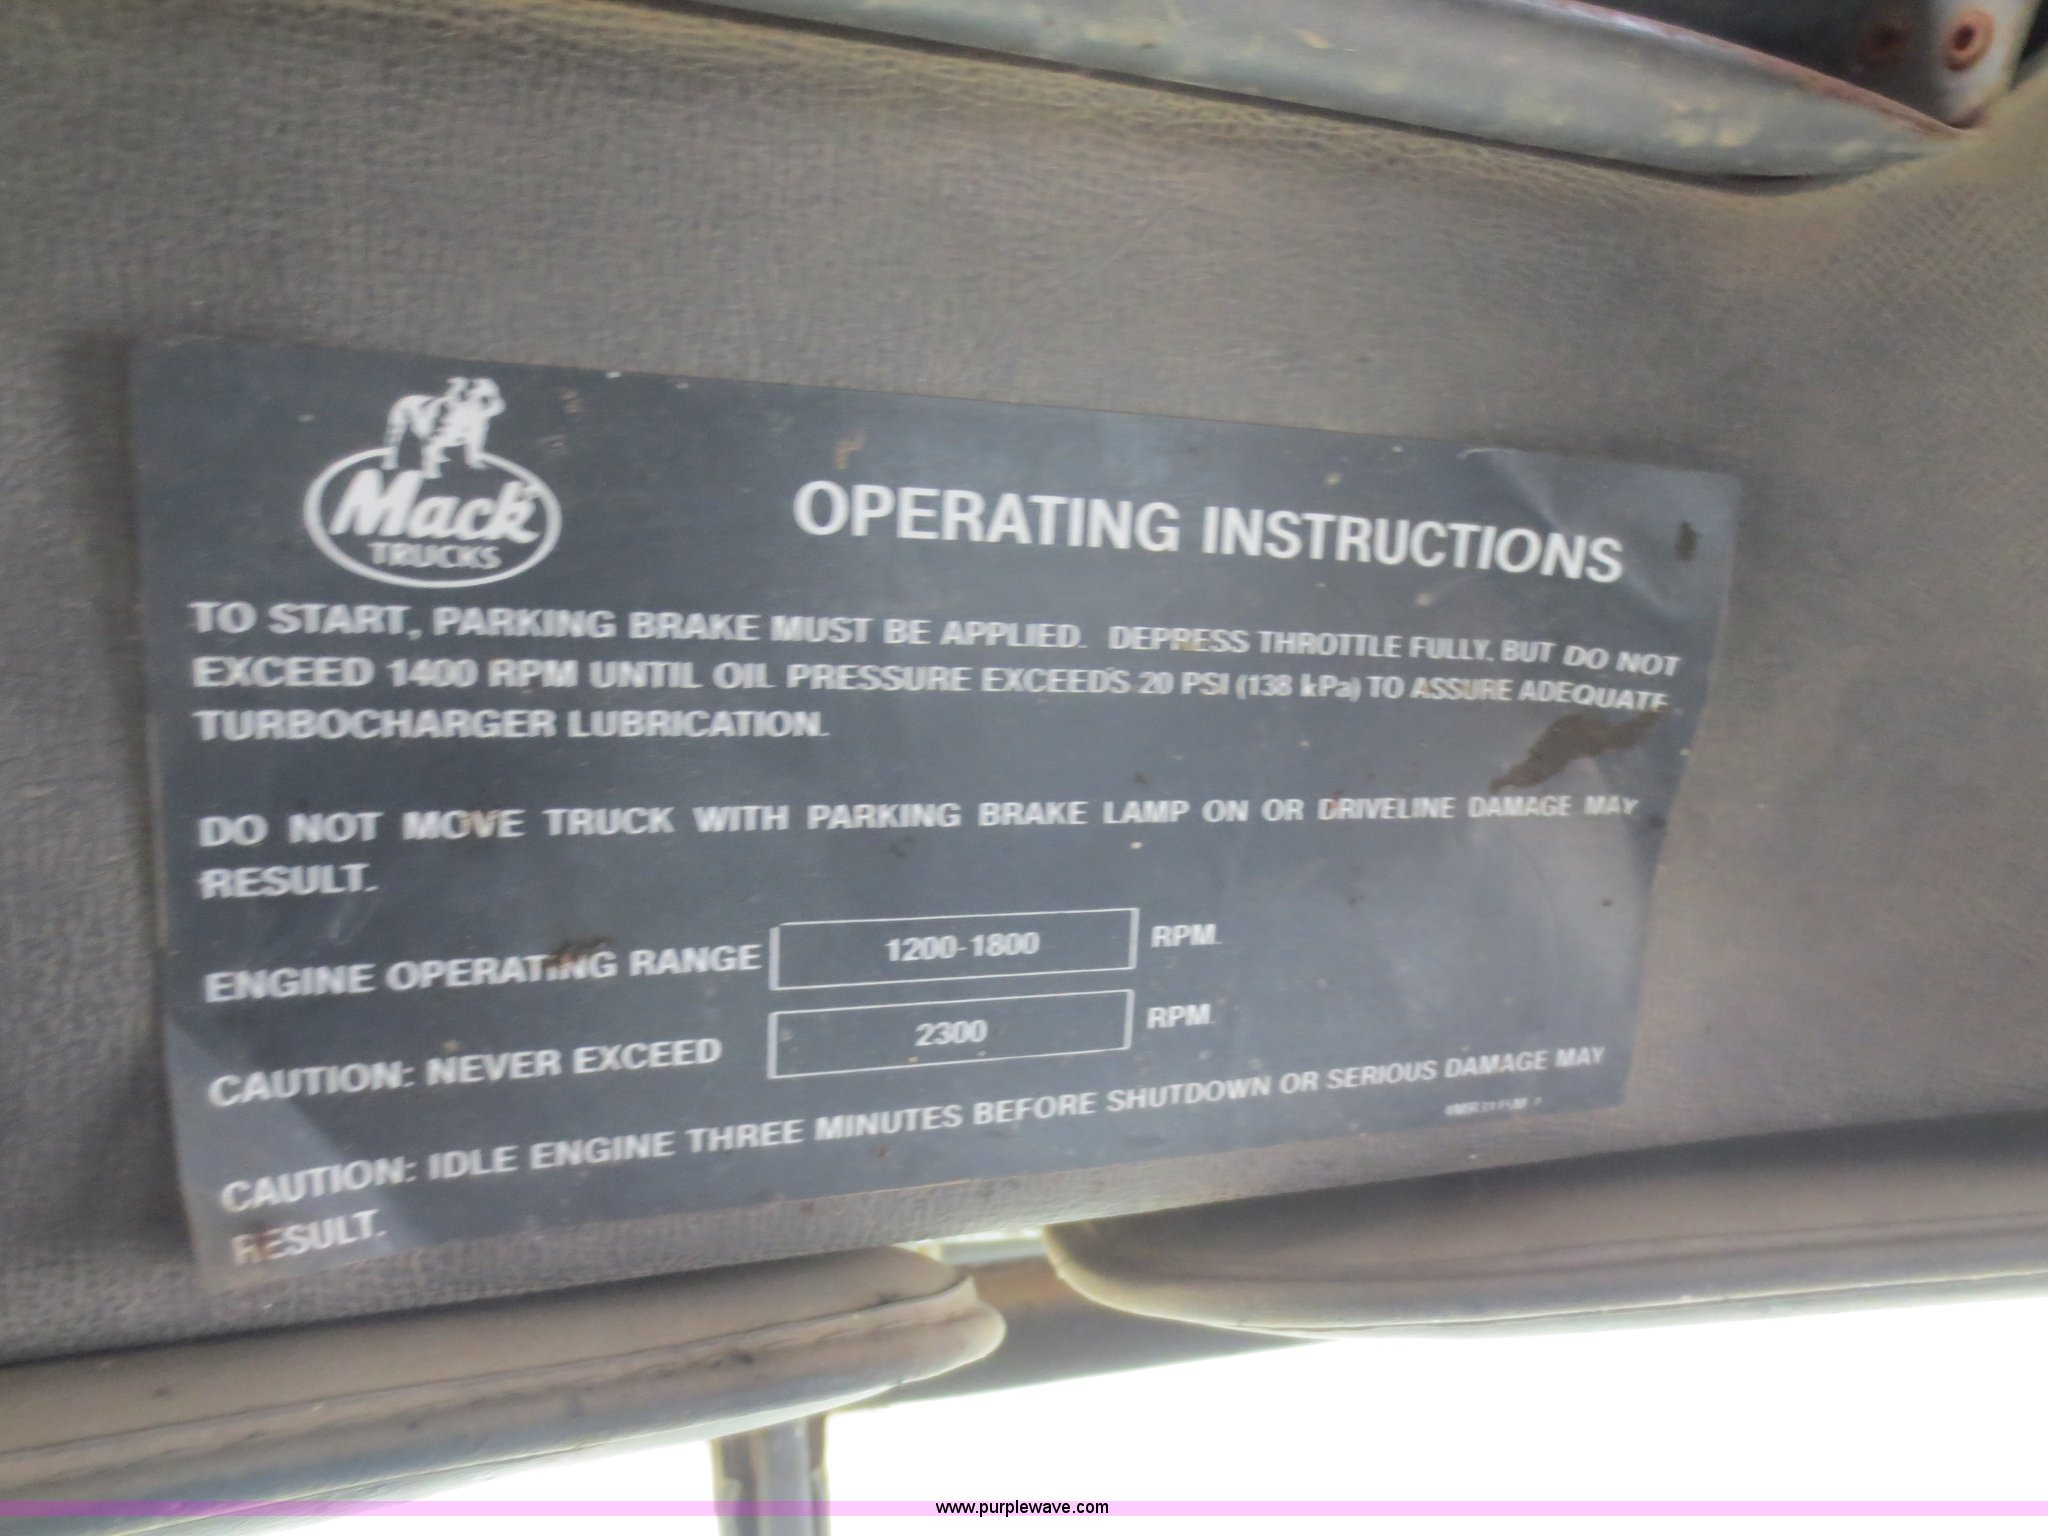 Mack
TRUCKS
OPERATING INSTRUCTIONS
TO START, PARKING BRAKE MUST BE APPLIED. DEPRESS THROTTLE FULLY, BUT DO NOT
EXCEED 1400 RPM UNTIL OIL PRESSURE EXCEEDS 20 PSI (138 kPa) TO ASSURE ADEQUATE
TURBOCHARGER LUBRICATION.
DO NOT MOVE TRUCK WITH PARKING BRAKE LAMP ON OR DRIVELINE DAMAGE MAY
RESULT.
ENGINE OPERATING RANGE 1200-1800 RPM.
CAUTION: NEVER EXCEED 2300 RPM.
CAUTION: IDLE ENGINE THREE MINUTES BEFORE SHUTDOWN OR SERIOUS DAMAGE MAY
RESULT.
www.purplewave.com